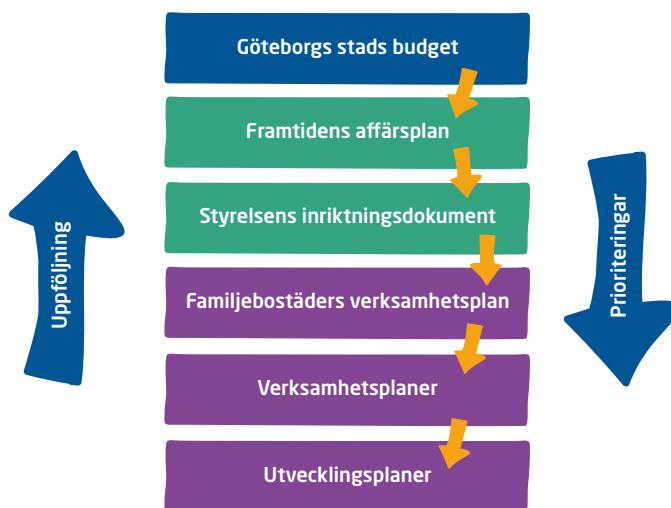 Göteborgs stads budget
Framtidens affärsplan
Styrelsens inriktningsdokument
Familjebostäders verksamhetsplan
Verksamhetsplaner
Utvecklingsplaner
Uppföljning
Prioriteringar